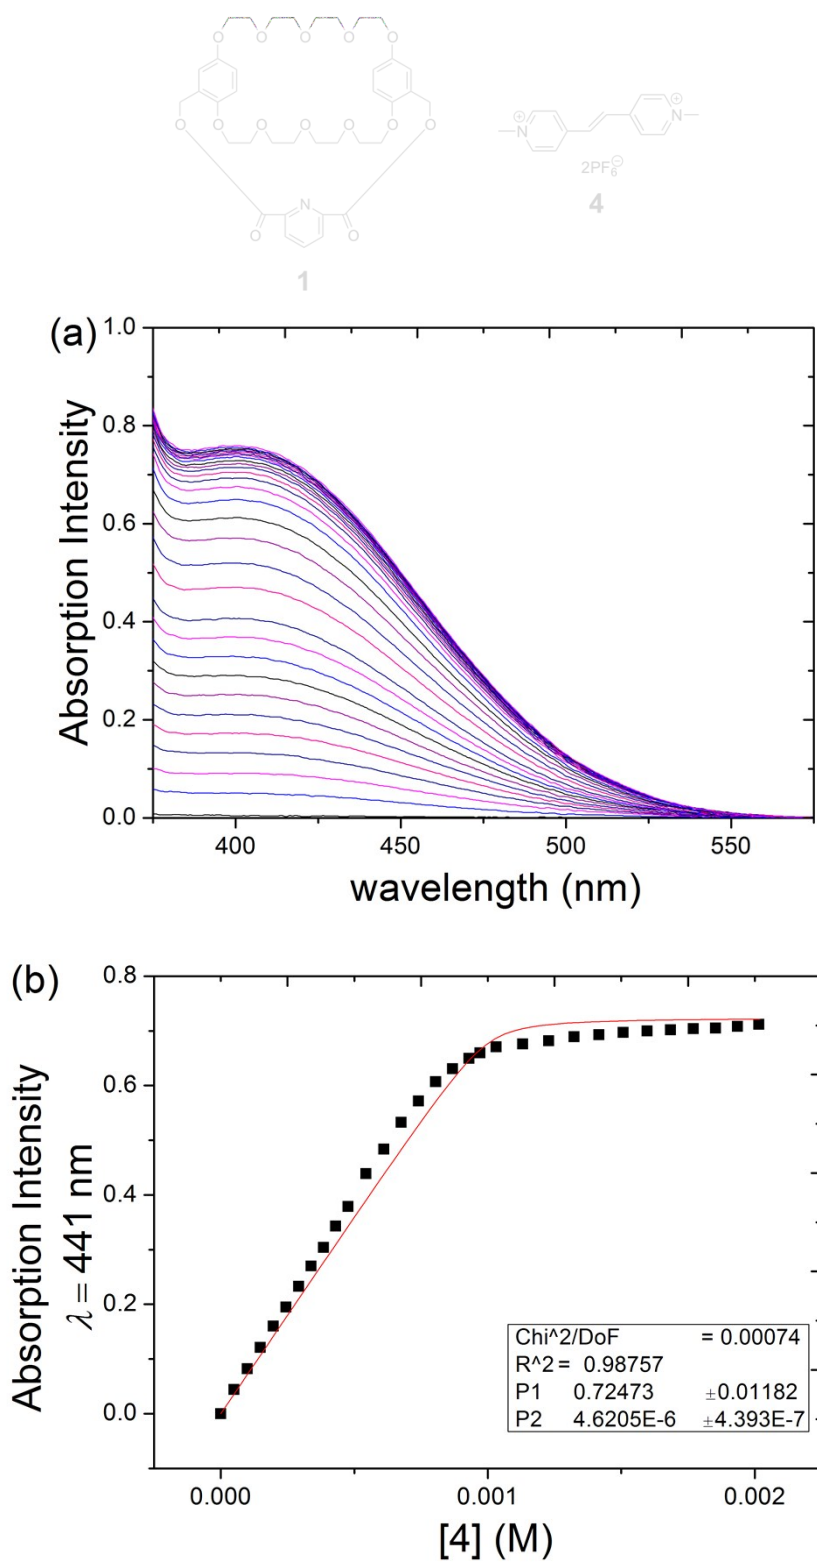 O O O O O
O O
N⊕
N⊕
O O O O O O O O
2PF6⊖
4
N
O O
1
(a)
1.0
0.8
0.6
0.4
0.2
0.0
Absorption Intensity
400 450 500 550
wavelength (nm)
(b)
0.8
0.6
0.4
0.2
0.0
Absorption Intensity
λ = 441 nm
Chi^2/DoF = 0.00074
R^2 = 0.98757
P1 0.72473 ±0.01182
P2 4.6205E-6 ±4.393E-7
0.000 0.001 0.002
[4] (M)